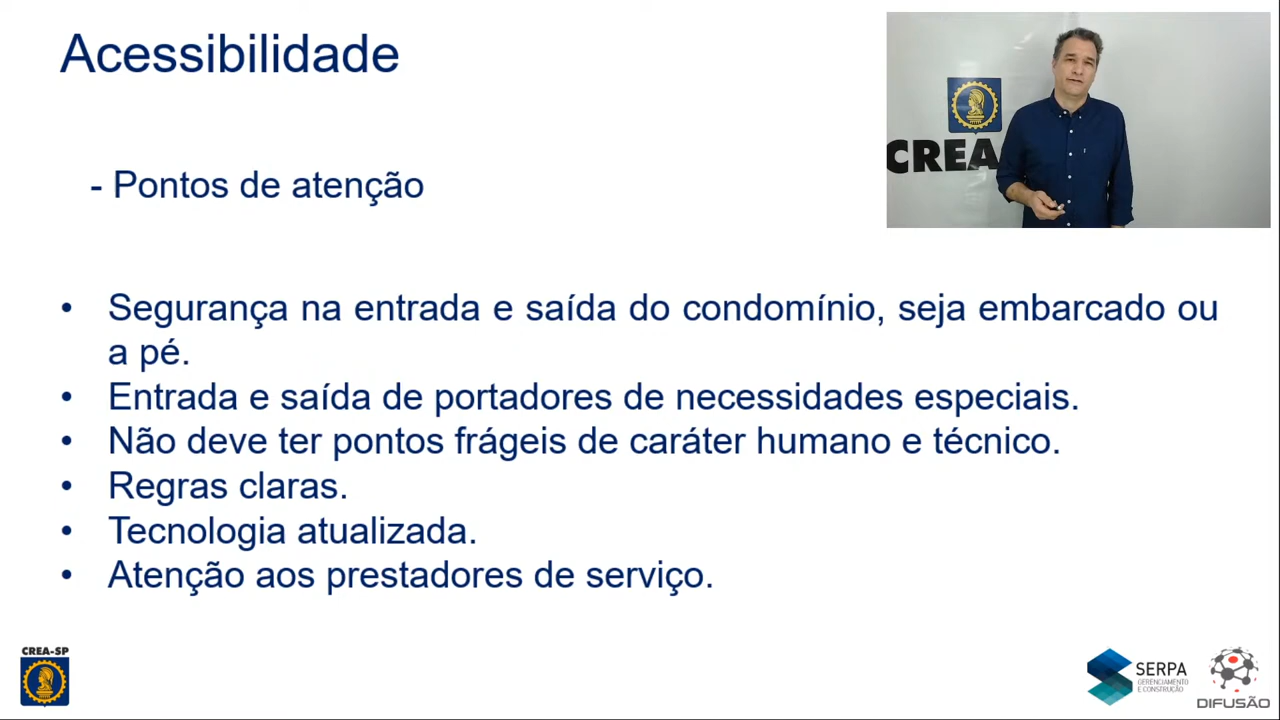 Acessibilidade
CREA
- Pontos de atenção
• Segurança na entrada e saída do condomínio, seja embarcado ou
a pé.
• Entrada e saída de portadores de necessidades especiais.
• Não deve ter pontos frágeis de caráter humano e técnico.
• Regras claras.
• Tecnologia atualizada.
• Atenção aos prestadores de serviço.
CREA-SP
SERPA
GERENCIAMENTO
E CONSTRUÇÃO
DIFUSÃO